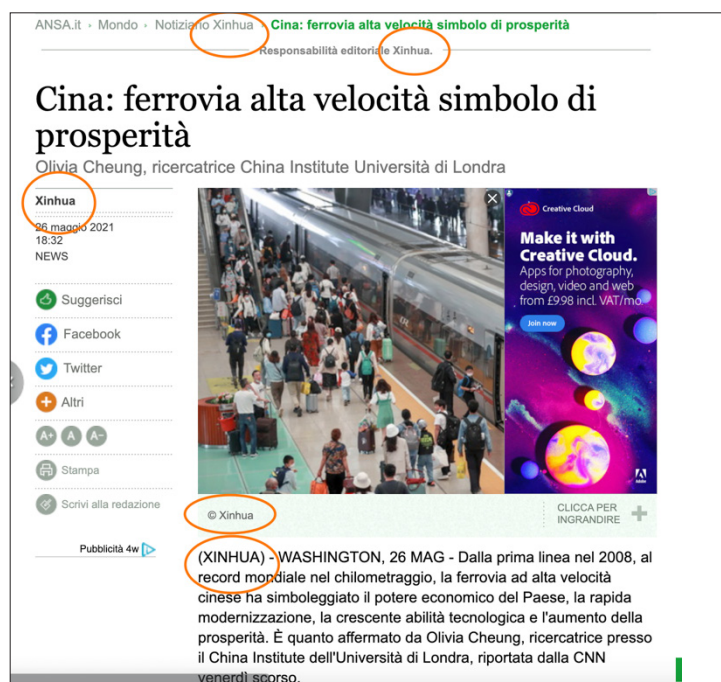 ANSA.it › Mondo › Notiziario Xinhua › Cina: ferrovia alta velocità simbolo di prosperità
Responsabilità editoriale Xinhua.
Cina: ferrovia alta velocità simbolo di
prosperità
Olivia Cheung, ricercatrice China Institute Università di Londra
Xinhua
26 maggio 2021
18:32
NEWS
Suggerisci
Facebook
Twitter
Altri
A+ A A-
Stampa
Scrivi alla redazione
Pubblicità 4w
Creative Cloud
Make it with
Creative Cloud.
Apps for photography,
design, video and web
from £9.98 incl. VAT/mo.
Join now
Adobe
© Xinhua
CLICCA PER
INGRANDIRE
(XINHUA) - WASHINGTON, 26 MAG - Dalla prima linea nel 2008, al
record mondiale nel chilometraggio, la ferrovia ad alta velocità
cinese ha simboleggiato il potere economico del Paese, la rapida
modernizzazione, la crescente abilità tecnologica e l'aumento della
prosperità. È quanto affermato da Olivia Cheung, ricercatrice presso
il China Institute dell'Università di Londra, riportata dalla CNN
venerdì scorso.